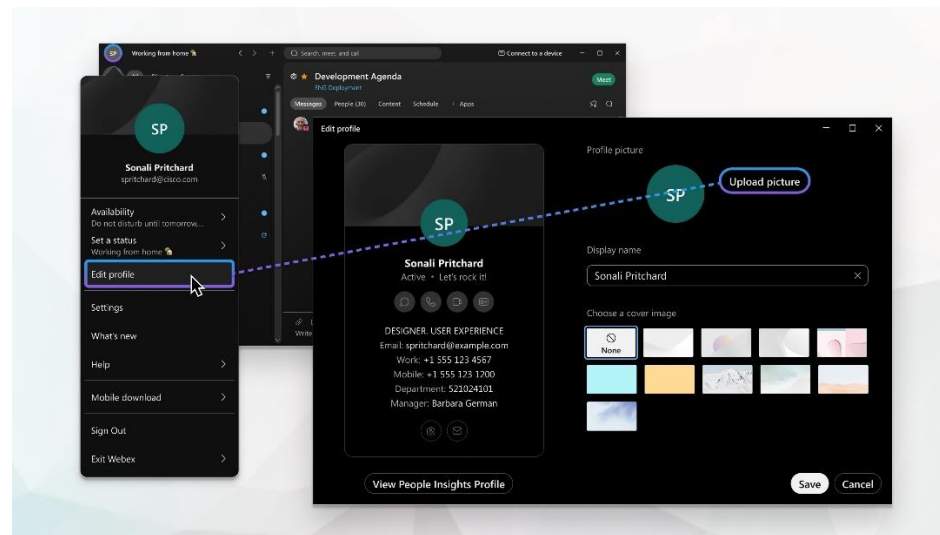 SP
Working from home
Search, meet, and call
Connect to a device
Development Agenda
ENG Deployment
Meet
Messages
People (30)
Content
Schedule
Apps
SP
Sonali Pritchard
spritchard@cisco.com
Availability
Do not disturb until tomorrow,...
Set a status
Working from home
Edit profile
Settings
What's new
Help
Mobile download
Sign Out
Exit Webex
Write
Edit profile
SP
Sonali Pritchard
Active • Let's rock it!
DESIGNER. USER EXPERIENCE
Email: spritchard@example.com
Work: +1 555 123 4567
Mobile: +1 555 123 1200
Department: 521024101
Manager: Barbara German
View People Insights Profile
Profile picture
SP
Upload picture
Display name
Sonali Pritchard
Choose a cover image
None
Save
Cancel